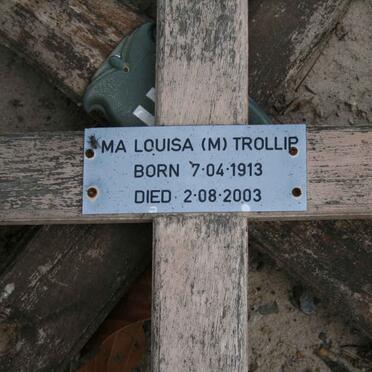 MA LOUISA (M) TROLLIP
BORN 7·04·1913
DIED 2·08·2003